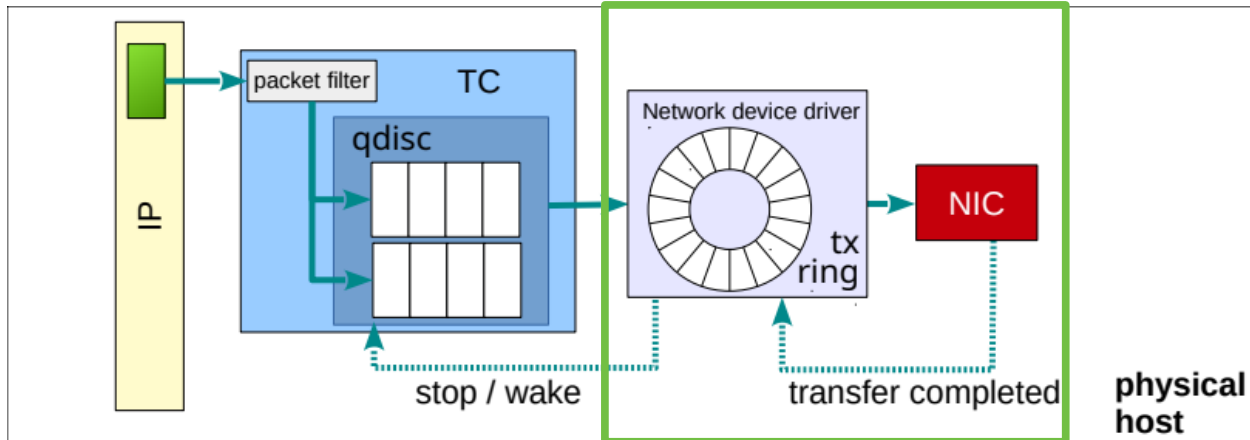 IP
packet filter
TC
qdisc
Network device driver
tx
ring
NIC
stop / wake
transfer completed
physical
host